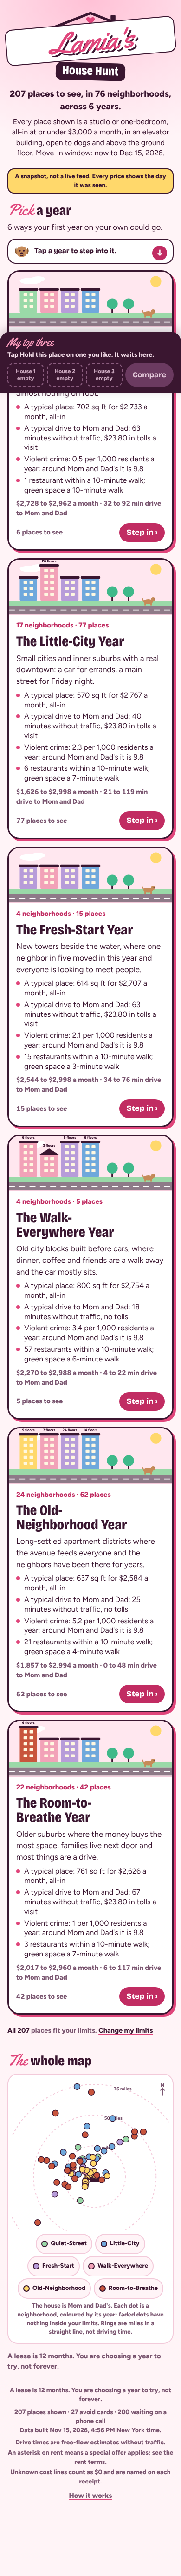 Lamia's
House Hunt
207 places to see, in 76 neighborhoods,
across 6 years.
Every place shown is a studio or one-bedroom,
all-in at or under $3,000 a month, in an elevator
building, open to dogs and above the ground
floor. Move-in window: now to Dec 15, 2026.
A snapshot, not a live feed. Every price shows the day
it was seen.
Pick a year
6 ways your first year on your own could go.
Tap a year to step into it.
My top three
Tap Hold this place on one you like. It waits here.
House 1
empty
House 2
empty
House 3
empty
Compare
almost nothing on foot.
A typical place: 702 sq ft for $2,733 a
month, all-in
A typical drive to Mom and Dad: 63
minutes without traffic, $23.80 in tolls a
visit
Violent crime: 0.5 per 1,000 residents a
year; around Mom and Dad's it is 9.8
1 restaurant within a 10-minute walk;
green space a 10-minute walk
$2,728 to $2,962 a month · 32 to 92 min drive
to Mom and Dad
6 places to see
Step in ›
17 neighborhoods · 77 places
The Little-City Year
Small cities and inner suburbs with a real
downtown: a car for errands, a main
street for Friday night.
A typical place: 570 sq ft for $2,767 a
month, all-in
A typical drive to Mom and Dad: 40
minutes without traffic, $23.80 in tolls a
visit
Violent crime: 2.3 per 1,000 residents a
year; around Mom and Dad's it is 9.8
6 restaurants within a 10-minute walk;
green space a 7-minute walk
$1,626 to $2,998 a month · 21 to 119 min
drive to Mom and Dad
77 places to see
Step in ›
4 neighborhoods · 15 places
The Fresh-Start Year
New towers beside the water, where one
neighbor in five moved in this year and
everyone is looking to meet people.
A typical place: 614 sq ft for $2,707 a
month, all-in
A typical drive to Mom and Dad: 63
minutes without traffic, $23.80 in tolls a
visit
Violent crime: 2.1 per 1,000 residents a
year; around Mom and Dad's it is 9.8
15 restaurants within a 10-minute walk;
green space a 3-minute walk
$2,544 to $2,998 a month · 34 to 76 min drive
to Mom and Dad
15 places to see
Step in ›
4 neighborhoods · 5 places
The Walk-
Everywhere Year
Old city blocks built before cars, where
dinner, coffee and friends are a walk away
and the car mostly sits.
A typical place: 800 sq ft for $2,754 a
month, all-in
A typical drive to Mom and Dad: 18
minutes without traffic, no tolls
Violent crime: 3.4 per 1,000 residents a
year; around Mom and Dad's it is 9.8
57 restaurants within a 10-minute walk;
green space a 6-minute walk
$2,270 to $2,988 a month · 4 to 22 min drive
to Mom and Dad
5 places to see
Step in ›
24 neighborhoods · 62 places
The Old-
Neighborhood Year
Long-settled apartment districts where
the avenue feeds everyone and the
neighbors have been there for years.
A typical place: 637 sq ft for $2,584 a
month, all-in
A typical drive to Mom and Dad: 25
minutes without traffic, no tolls
Violent crime: 5.2 per 1,000 residents a
year; around Mom and Dad's it is 9.8
21 restaurants within a 10-minute walk;
green space a 4-minute walk
$1,857 to $2,994 a month · 0 to 48 min drive
to Mom and Dad
62 places to see
Step in ›
22 neighborhoods · 42 places
The Room-to-
Breathe Year
Older suburbs where the money buys the
most space, families live next door and
most things are a drive.
A typical place: 761 sq ft for $2,626 a
month, all-in
A typical drive to Mom and Dad: 67
minutes without traffic, $23.80 in tolls a
visit
Violent crime: 1 per 1,000 residents a
year; around Mom and Dad's it is 9.8
3 restaurants within a 10-minute walk;
green space a 7-minute walk
$2,017 to $2,960 a month · 6 to 117 min drive
to Mom and Dad
42 places to see
Step in ›
All 207 places fit your limits. Change my limits
The whole map
N
75 miles
Quiet-Street
Little-City
Fresh-Start
Walk-Everywhere
Old-Neighborhood
Room-to-Breathe
The house is Mom and Dad's. Each dot is a
neighborhood, coloured by its year; faded dots have
nothing inside your limits. Rings are miles in a
straight line, not driving time.
A lease is 12 months. You are choosing a year to
try, not forever.
A lease is 12 months. You are choosing a year to try, not
forever.
207 places shown · 27 avoid cards · 200 waiting on a
phone call
Data built Nov 15, 2026, 4:56 PM New York time.
Drive times are free-flow estimates without traffic.
An asterisk on rent means a special offer applies; see the
rent terms.
Unknown cost lines count as $0 and are named on each
receipt.
How it works